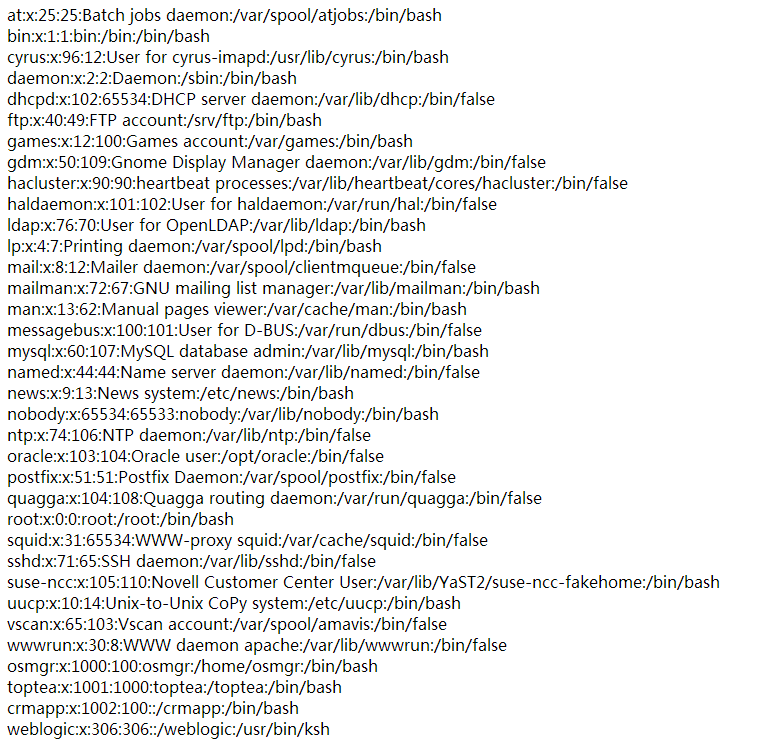 at:x:25:25:Batch jobs daemon:/var/spool/atjobs:/bin/bash
bin:x:1:1:bin:/bin:/bin/bash
cyrus:x:96:12:User for cyrus-imapd:/usr/lib/cyrus:/bin/bash
daemon:x:2:2:Daemon:/sbin:/bin/bash
dhcpd:x:102:65534:DHCP server daemon:/var/lib/dhcp:/bin/false
ftp:x:40:49:FTP account:/srv/ftp:/bin/bash
games:x:12:100:Games account:/var/games:/bin/bash
gdm:x:50:109:Gnome Display Manager daemon:/var/lib/gdm:/bin/false
hacluster:x:90:90:heartbeat processes:/var/lib/heartbeat/cores/hacluster:/bin/false
haldaemon:x:101:102:User for haldaemon:/var/run/hal:/bin/false
ldap:x:76:70:User for OpenLDAP:/var/lib/ldap:/bin/bash
lp:x:4:7:Printing daemon:/var/spool/lpd:/bin/bash
mail:x:8:12:Mailer daemon:/var/spool/clientmqueue:/bin/false
mailman:x:72:67:GNU mailing list manager:/var/lib/mailman:/bin/bash
man:x:13:62:Manual pages viewer:/var/cache/man:/bin/bash
messagebus:x:100:101:User for D-BUS:/var/run/dbus:/bin/false
mysql:x:60:107:MySQL database admin:/var/lib/mysql:/bin/bash
named:x:44:44:Name server daemon:/var/lib/named:/bin/false
news:x:9:13:News system:/etc/news:/bin/bash
nobody:x:65534:65533:nobody:/var/lib/nobody:/bin/bash
ntp:x:74:106:NTP daemon:/var/lib/ntp:/bin/false
oracle:x:103:104:Oracle user:/opt/oracle:/bin/false
postfix:x:51:51:Postfix Daemon:/var/spool/postfix:/bin/false
quagga:x:104:108:Quagga routing daemon:/var/run/quagga:/bin/false
root:x:0:0:root:/root:/bin/bash
squid:x:31:65534:WWW-proxy squid:/var/cache/squid:/bin/false
sshd:x:71:65:SSH daemon:/var/lib/sshd:/bin/false
suse-ncc:x:105:110:Novell Customer Center User:/var/lib/YaST2/suse-ncc-fakehome:/bin/bash
uucp:x:10:14:Unix-to-Unix CoPy system:/etc/uucp:/bin/bash
vscan:x:65:103:Vscan account:/var/spool/amavis:/bin/false
wwwrun:x:30:8:WWW daemon apache:/var/lib/wwwrun:/bin/false
osmgr:x:1000:100:osmgr:/home/osmgr:/bin/bash
toptea:x:1001:1000:toptea:/toptea:/bin/bash
crmapp:x:1002:100::/crmapp:/bin/bash
weblogic:x:306:306::/weblogic:/usr/bin/ksh